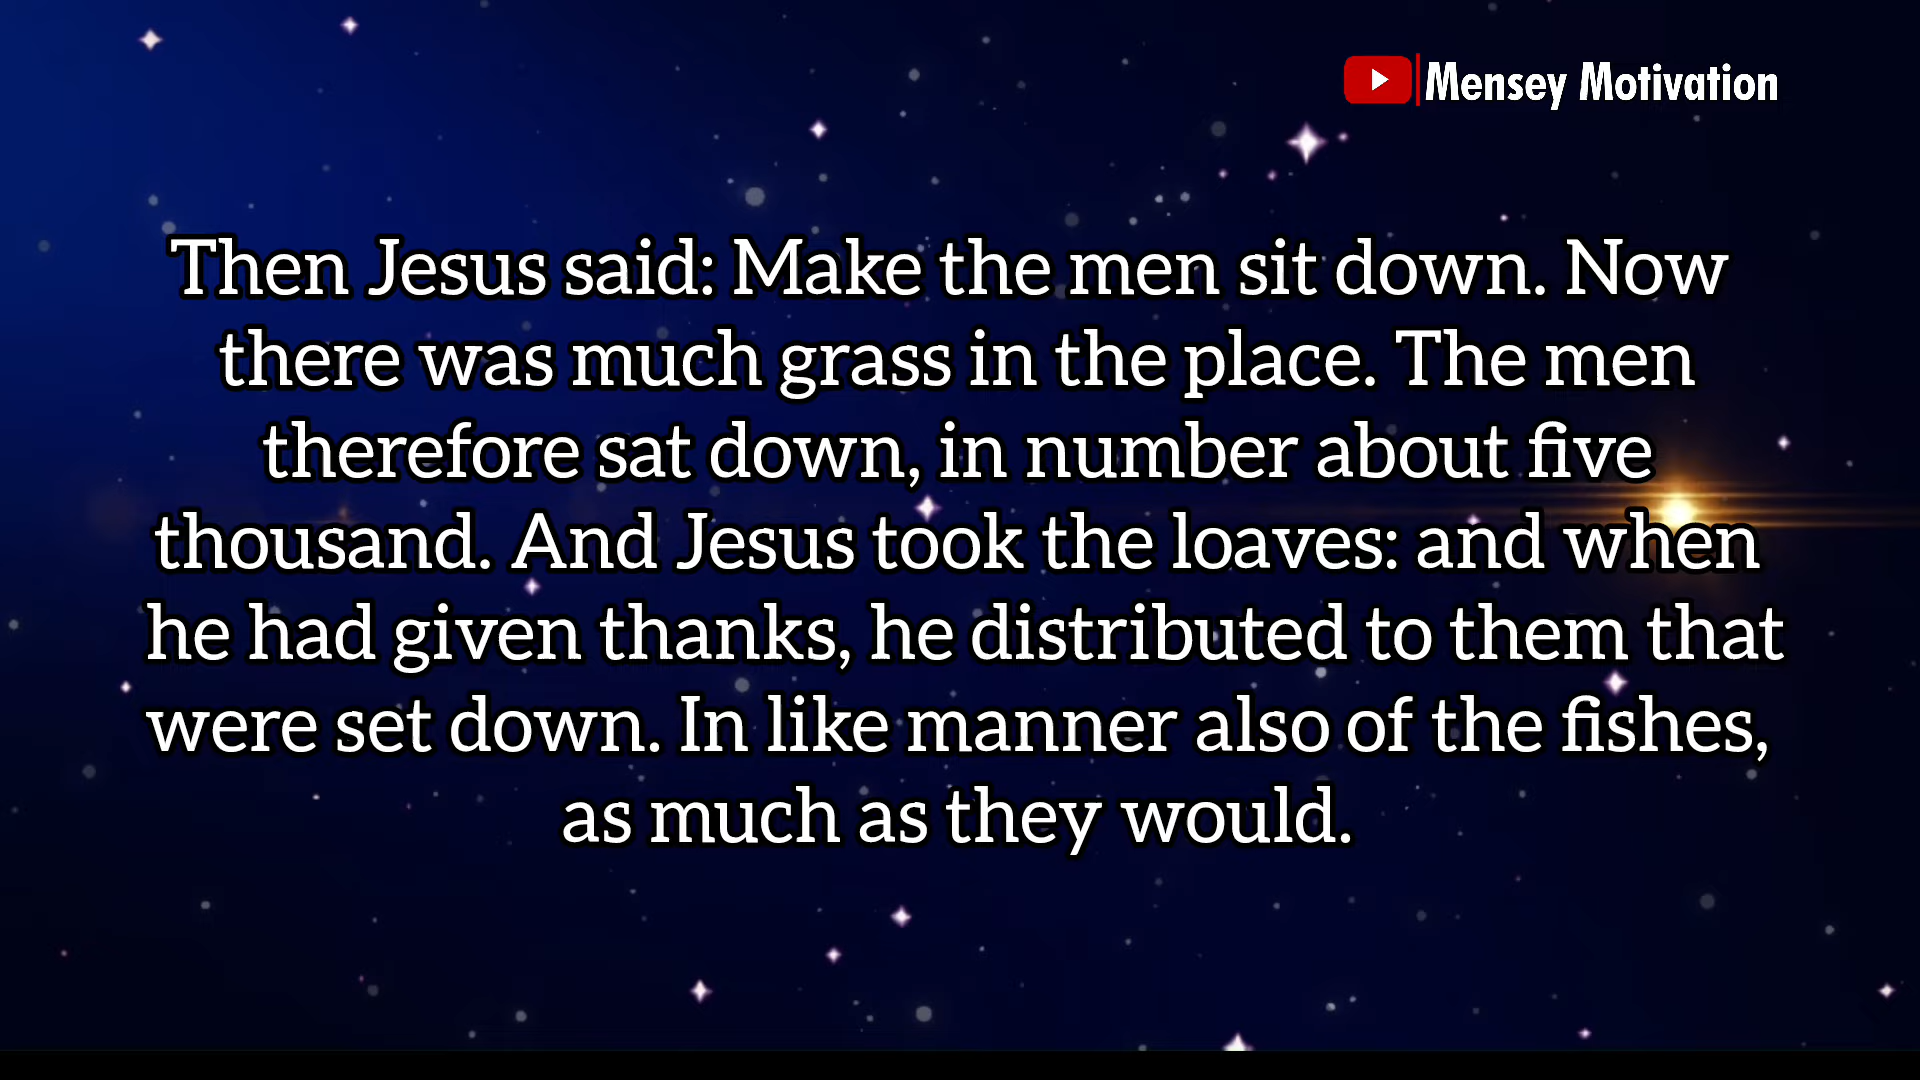 Mensey Motivation
Then Jesus said: Make the men sit down. Now
there was much grass in the place. The men
therefore sat down, in number about five
thousand. And Jesus took the loaves: and when
he had given thanks, he distributed to them that
were set down. In like manner also of the fishes,
as much as they would.